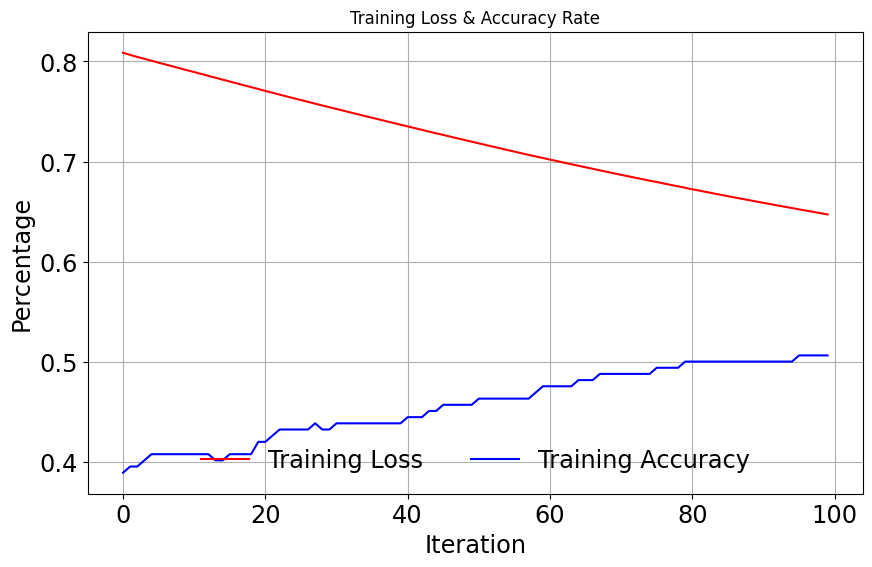 Training Loss & Accuracy Rate
Percentage
0.8
0.7
0.6
0.5
0.4
Training Loss Training Accuracy
0 20 40 60 80 100
Iteration